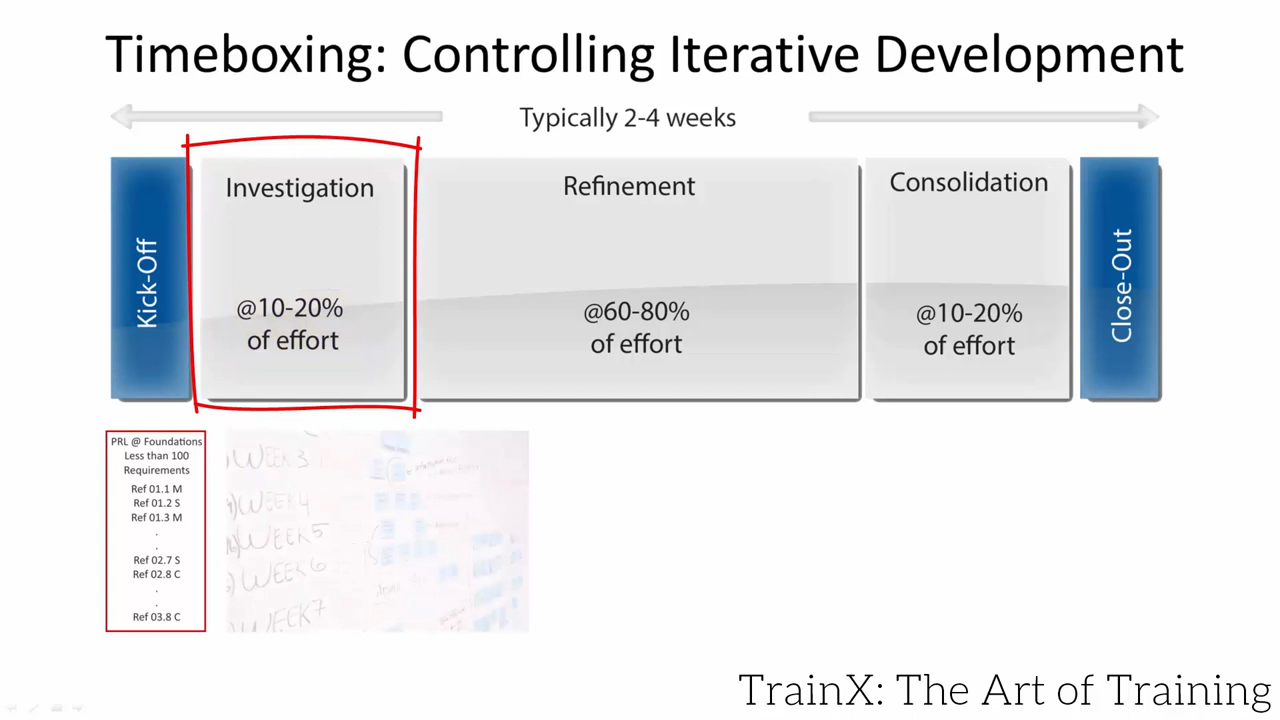 Timeboxing: Controlling Iterative Development
Typically 2-4 weeks
Kick-Off
Investigation
@10-20%
of effort
Refinement
@60-80%
of effort
Consolidation
@10-20%
of effort
Close-Out
PRL @ Foundations
Less than 100
Requirements
Ref 01.1 M
Ref 01.2 S
Ref 01.3 M
.
.
Ref 02.7 S
Ref 02.8 C
.
.
Ref 03.8 C
WEEK 3
WEEK 4
WEEK 5
WEEK 6
WEEK 7
TrainX: The Art of Training